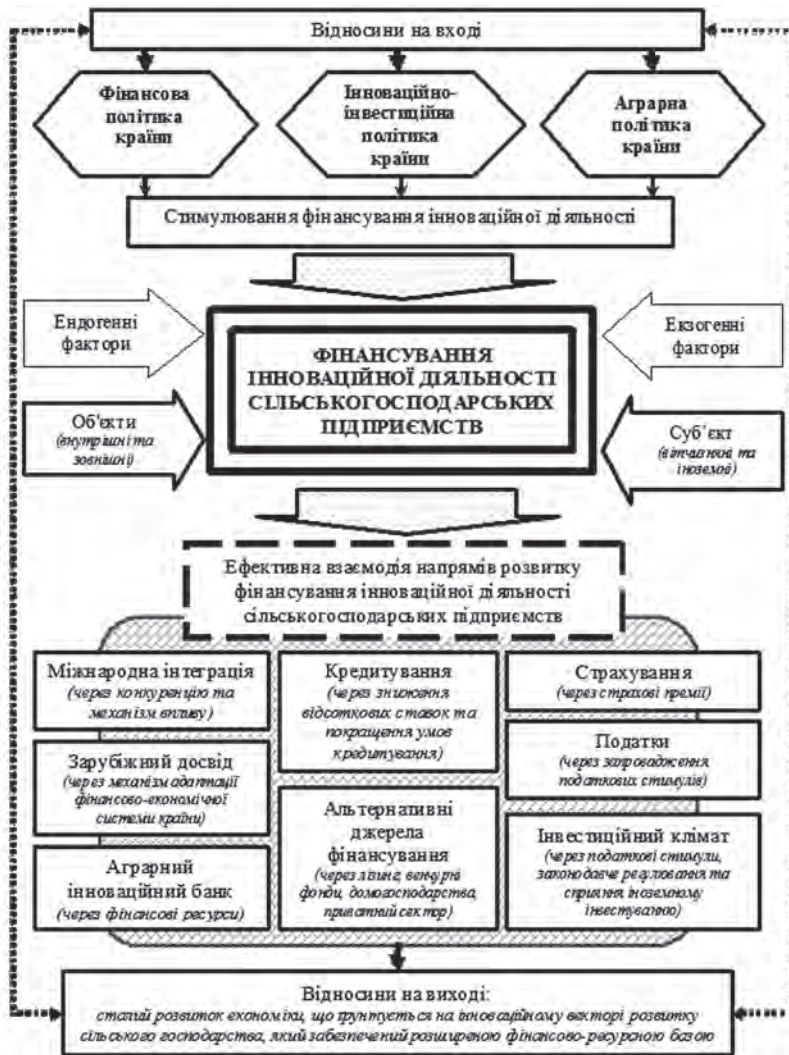 Відносини на вході
Фінансова
політика
країни
Інноваційно-
інвестиційна
політика
країни
Аграрна
політика
країни
Стимулювання фінансування інноваційної діяльності
Ендогенні
фактори
Екзогенні
фактори
ФІНАНСУВАННЯ
ІННОВАЦІЙНОЇ ДІЯЛЬНОСТІ
СІЛЬСЬКОГОСПОДАРСЬКИХ
ПІДПРИЄМСТВ
Об'єкти
(внутрішні та
зовнішні)
Суб'єкт
(вітчизняні та
іноземні)
Ефективна взаємодія напрямів розвитку
фінансування інноваційної діяльності
сільськогосподарських підприємств
Міжнародна інтеграція
(через конкуренцію та
механізм впливу)
Зарубіжний досвід
(через механізм адаптації
фінансово-економічної
системи країни)
Аграрний
інноваційний банк
(через фінансові ресурси)
Кредитування
(через зниження
відсоткових ставок та
покращення умов
кредитування)
Альтернативні
джерела
фінансування
(через лізинг, венчурні
фонди, домогосподарства,
приватний сектор)
Страхування
(через страхові премії)
Податки
(через запровадження
податкових стимулів)
Інвестиційний клімат
(через податкові стимули,
законодавче регулювання та
сприяння іноземному
інвестуванню)
Відносини на виході:
сталий розвиток економіки, що ґрунтується на інноваційному векторі розвитку
сільського господарства, який забезпечений розширеною фінансово-ресурсною базою